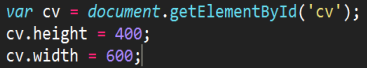 var cv = document.getElementById('cv');
cv.height = 400;
cv.width = 600;